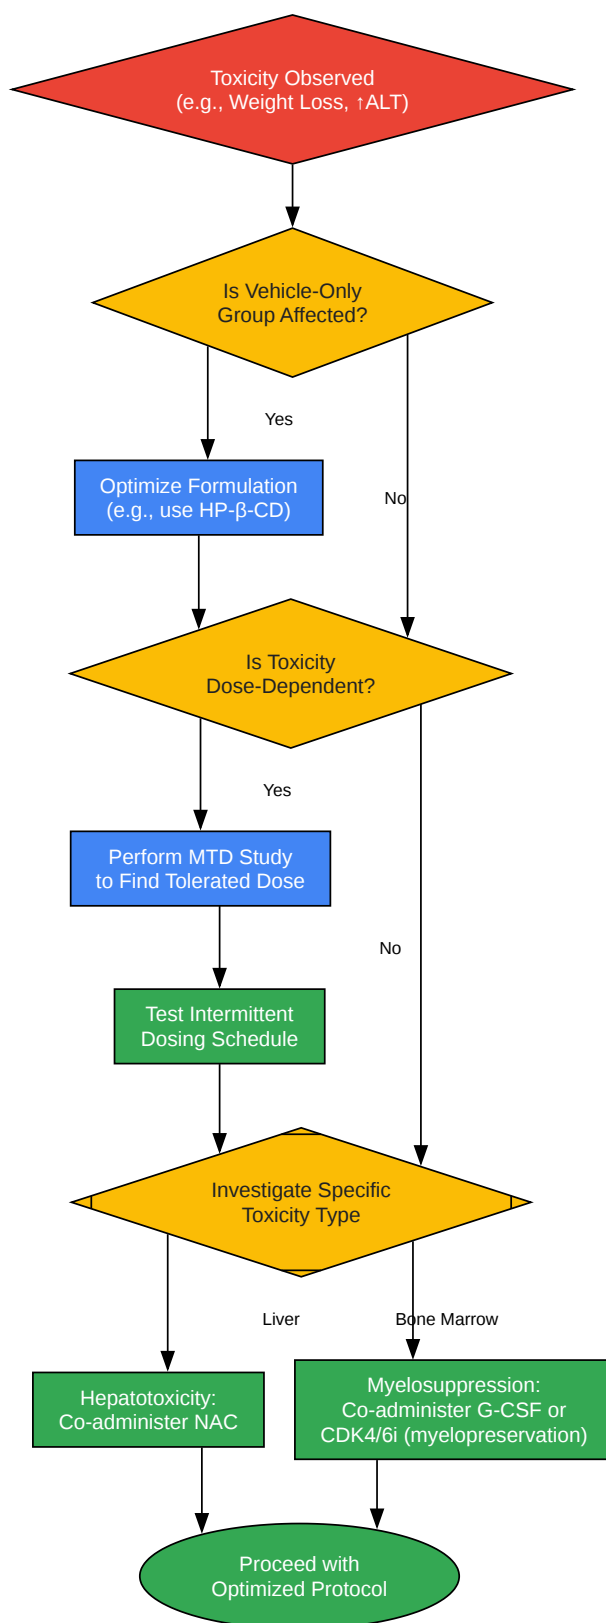 Toxicity Observed
(e.g., Weight Loss, ↑ALT)
Is Vehicle-Only
Group Affected?
Yes
Optimize Formulation
(e.g., use HP-β-CD)
No
Is Toxicity
Dose-Dependent?
Yes
Perform MTD Study
to Find Tolerated Dose
No
Test Intermittent
Dosing Schedule
Investigate Specific
Toxicity Type
Liver
Bone Marrow
Hepatotoxicity:
Co-administer NAC
Myelosuppression:
Co-administer G-CSF or
CDK4/6i (myelopreservation)
Proceed with
Optimized Protocol